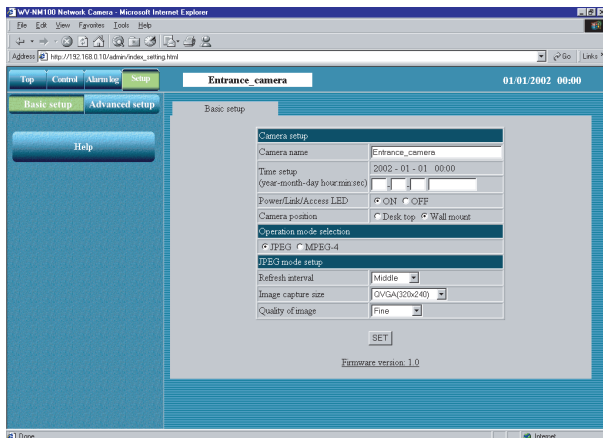 WV-NM100 Network Camera - Microsoft Internet Explorer
File Edit View Favorites Tools Help
Address http://192.168.0.10/admin/index_setting.html Go Links
Top Control Alarm log Setup Entrance_camera 01/01/2002 00:00
Basic setup Advanced setup
Help
Basic setup
Camera setup
Camera name Entrance_camera
Time setup 2002 - 01 - 01 00:00
(year-month-day hour:min:sec) - -
Power/Link/Access LED ON OFF
Camera position Desk top Wall mount
Operation mode selection
JPEG MPEG-4
JPEG mode setup
Refresh interval Middle
Image capture size QVGA(320x240)
Quality of image Fine
SET
Firmware version: 1.0
Done Internet